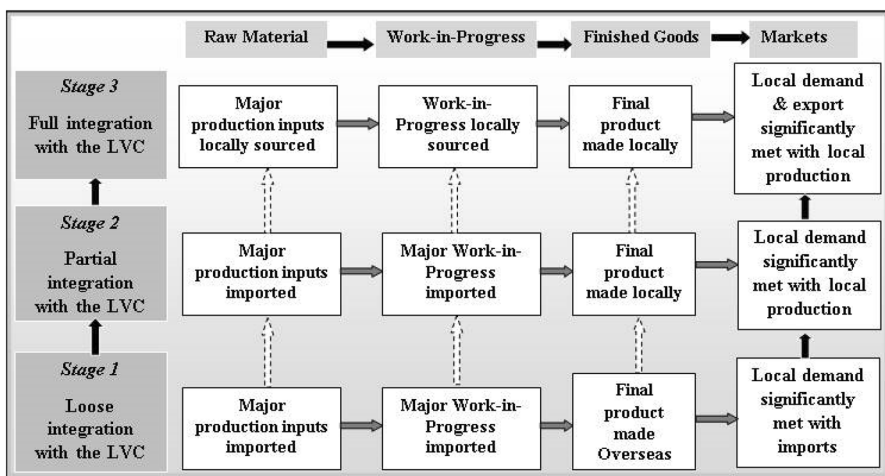 Raw Material
Work-in-Progress
Finished Goods
Markets
Stage 3
Full integration
with the LVC
Major
production inputs
locally sourced
Work-in-
Progress locally
sourced
Final
product
made locally
Local demand
& export
significantly
met with local
production
Stage 2
Partial
integration
with the LVC
Major
production inputs
imported
Major Work-in-
Progress
imported
Final
product
made locally
Local demand
significantly
met with local
production
Stage 1
Loose
integration
with the LVC
Major
production inputs
imported
Major Work-in-
Progress
imported
Final
product
made
Overseas
Local demand
significantly
met with
imports